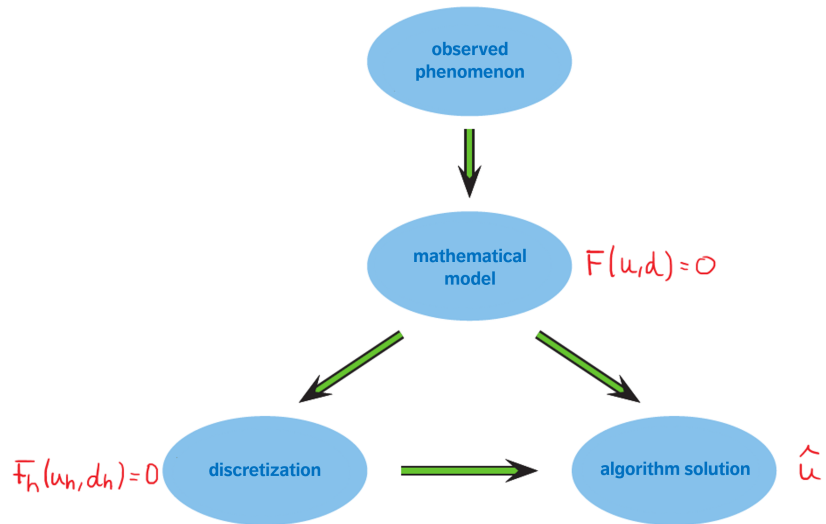 observed
phenomenon
mathematical
model
F(u,d)=0
F_h(u_h,d_h)=0
discretization
algorithm solution
û